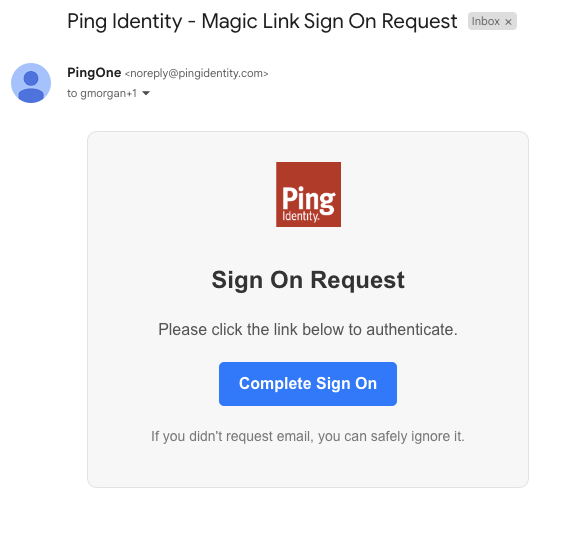 Ping Identity - Magic Link Sign On Request Inbox ×
PingOne <noreply@pingidentity.com>
to gmorgan+1
Ping
Identity.
Sign On Request
Please click the link below to authenticate.
Complete Sign On
If you didn't request email, you can safely ignore it.